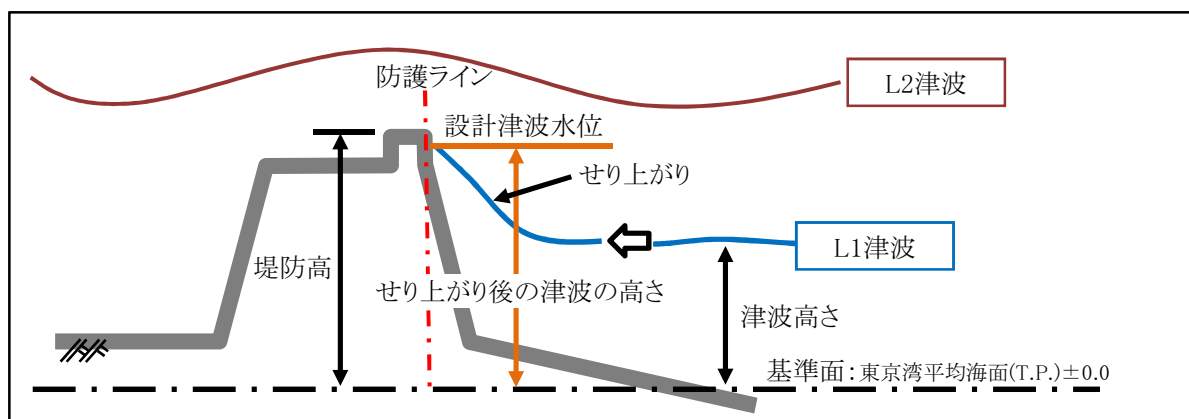 防護ライン
L2津波
設計津波水位
せり上がり
L1津波
堤防高
せり上がり後の津波の高さ
津波高さ
基準面：東京湾平均海面(T.P.)±0.0